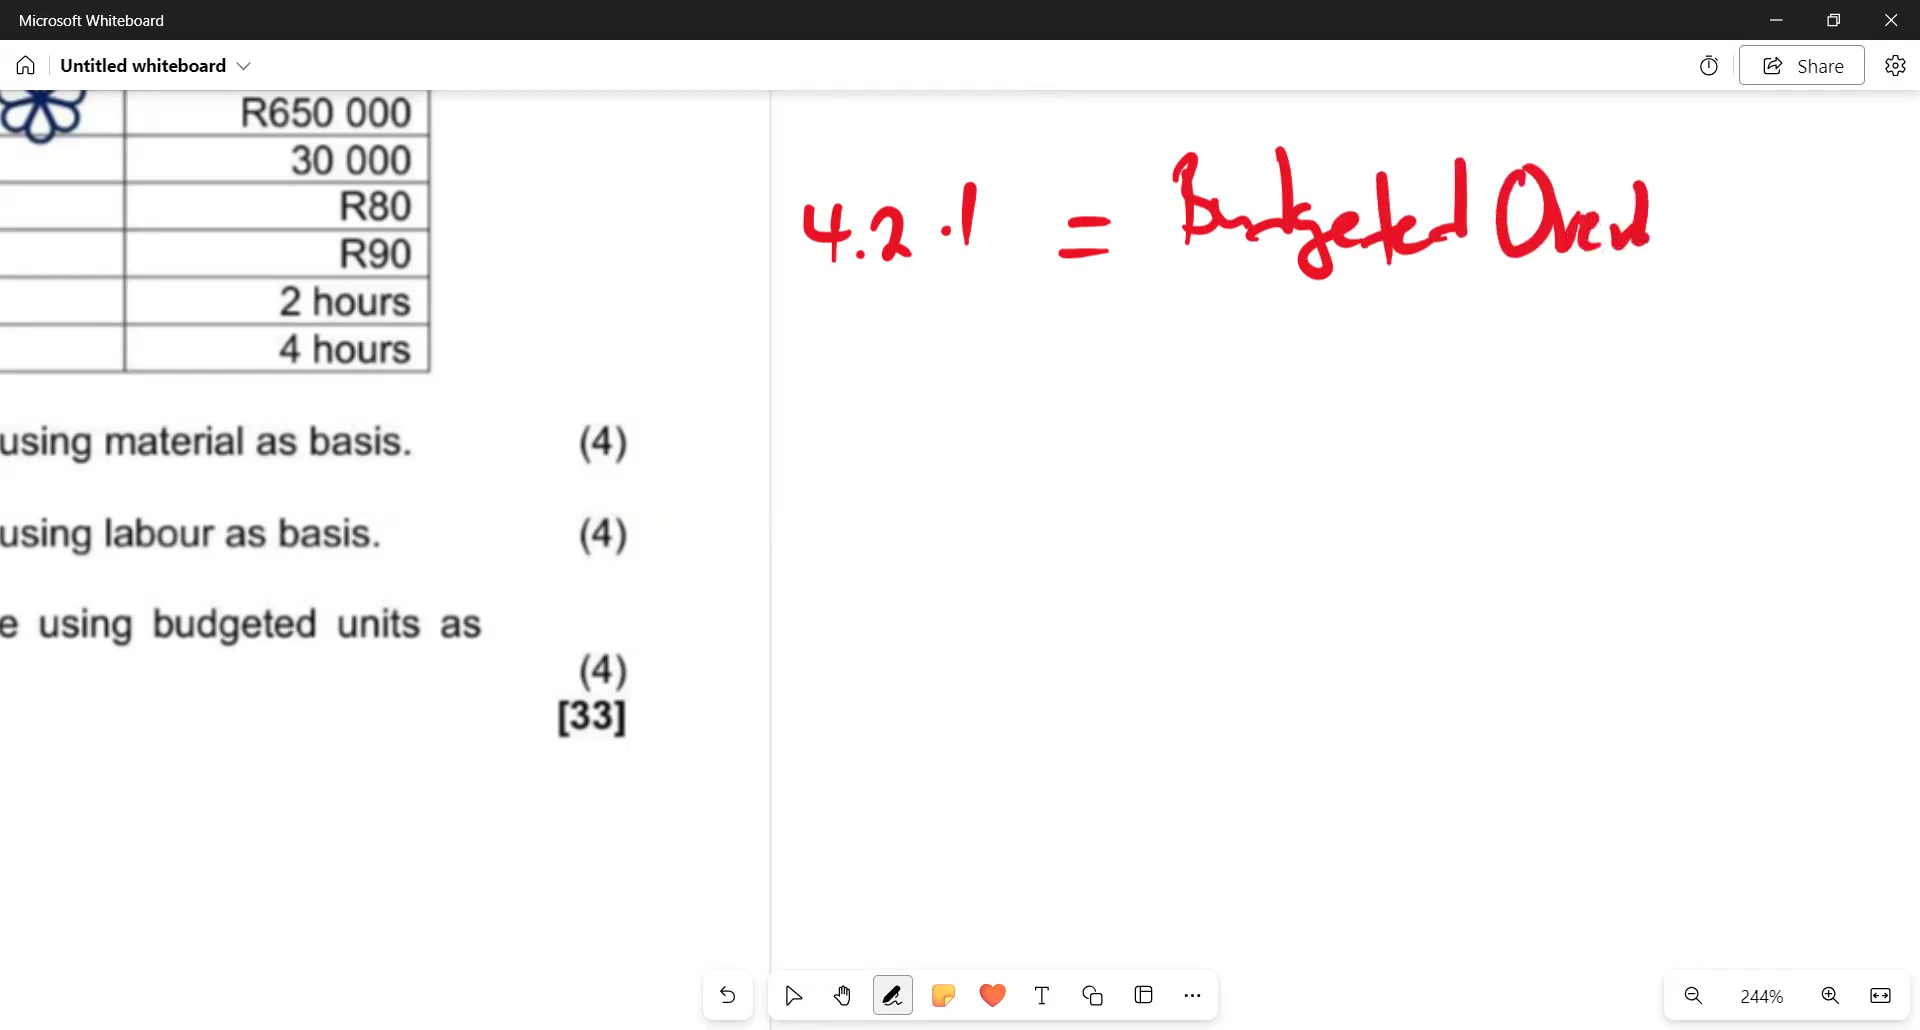 Microsoft Whiteboard
Untitled whiteboard
Share
R650 000
30 000
R80
R90
2 hours
4 hours
using material as basis. (4)
using labour as basis. (4)
e using budgeted units as
(4)
[33]
4.2.1 = Budgeted
244%